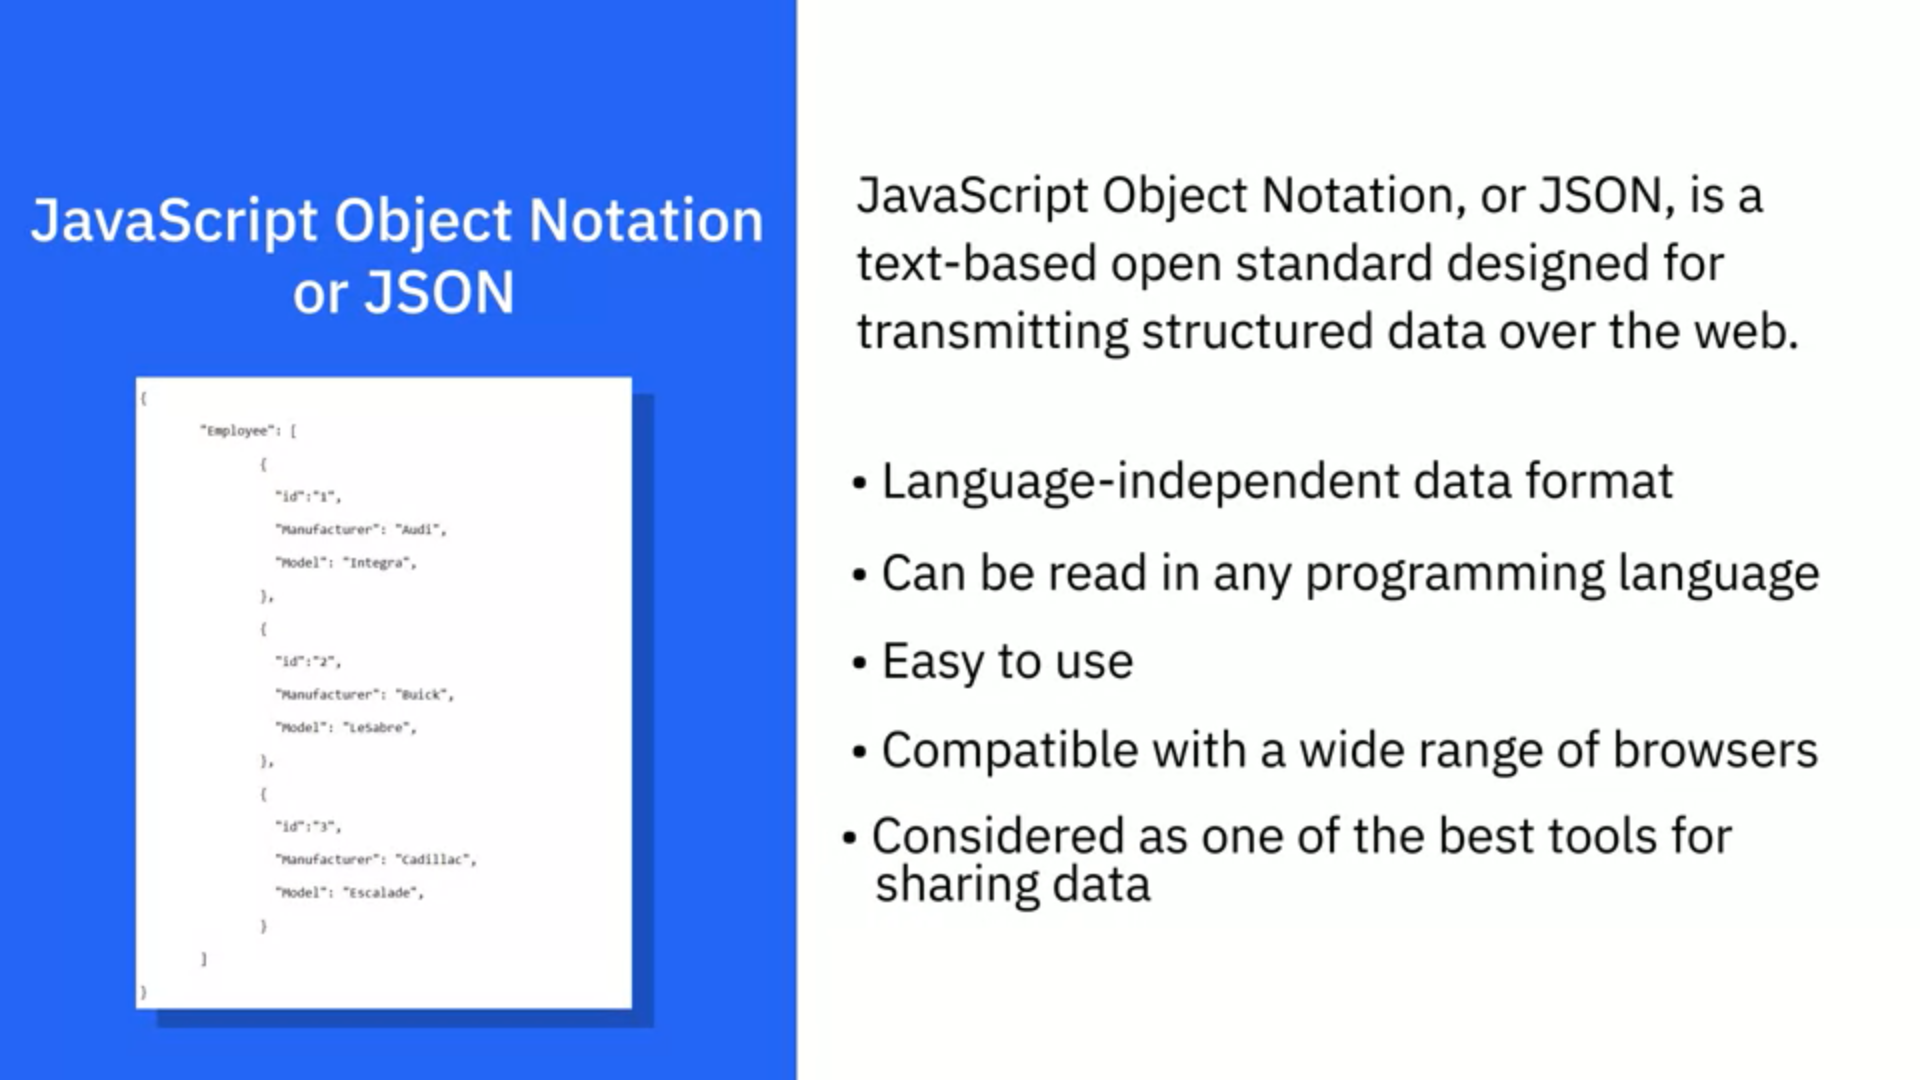 JavaScript Object Notation
or JSON
{
"Employee": [
{
"id":"1",
"Manufacturer": "Audi",
"Model": "Integra",
},
{
"id":"2",
"Manufacturer": "Buick",
"Model": "LeSabre",
},
{
"id":"3",
"Manufacturer": "Cadillac",
"Model": "Escalade",
}
]
}
JavaScript Object Notation, or JSON, is a
text-based open standard designed for
transmitting structured data over the web.
• Language-independent data format
• Can be read in any programming language
• Easy to use
• Compatible with a wide range of browsers
• Considered as one of the best tools for
sharing data